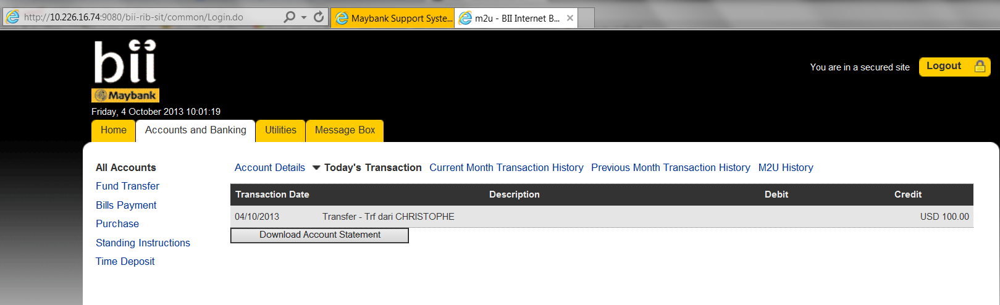 http://10.226.16.74:9080/bii-rib-sit/common/Login.do Maybank Support Syste... m2u - BII Internet B...
bii
Maybank
You are in a secured site Logout
Friday, 4 October 2013 10:01:19
Home Accounts and Banking Utilities Message Box
All Accounts
Fund Transfer
Bills Payment
Purchase
Standing Instructions
Time Deposit
Account Details Today's Transaction Current Month Transaction History Previous Month Transaction History M2U History
Transaction Date Description Debit Credit
04/10/2013 Transfer - Trf dari CHRISTOPHE USD 100.00
Download Account Statement